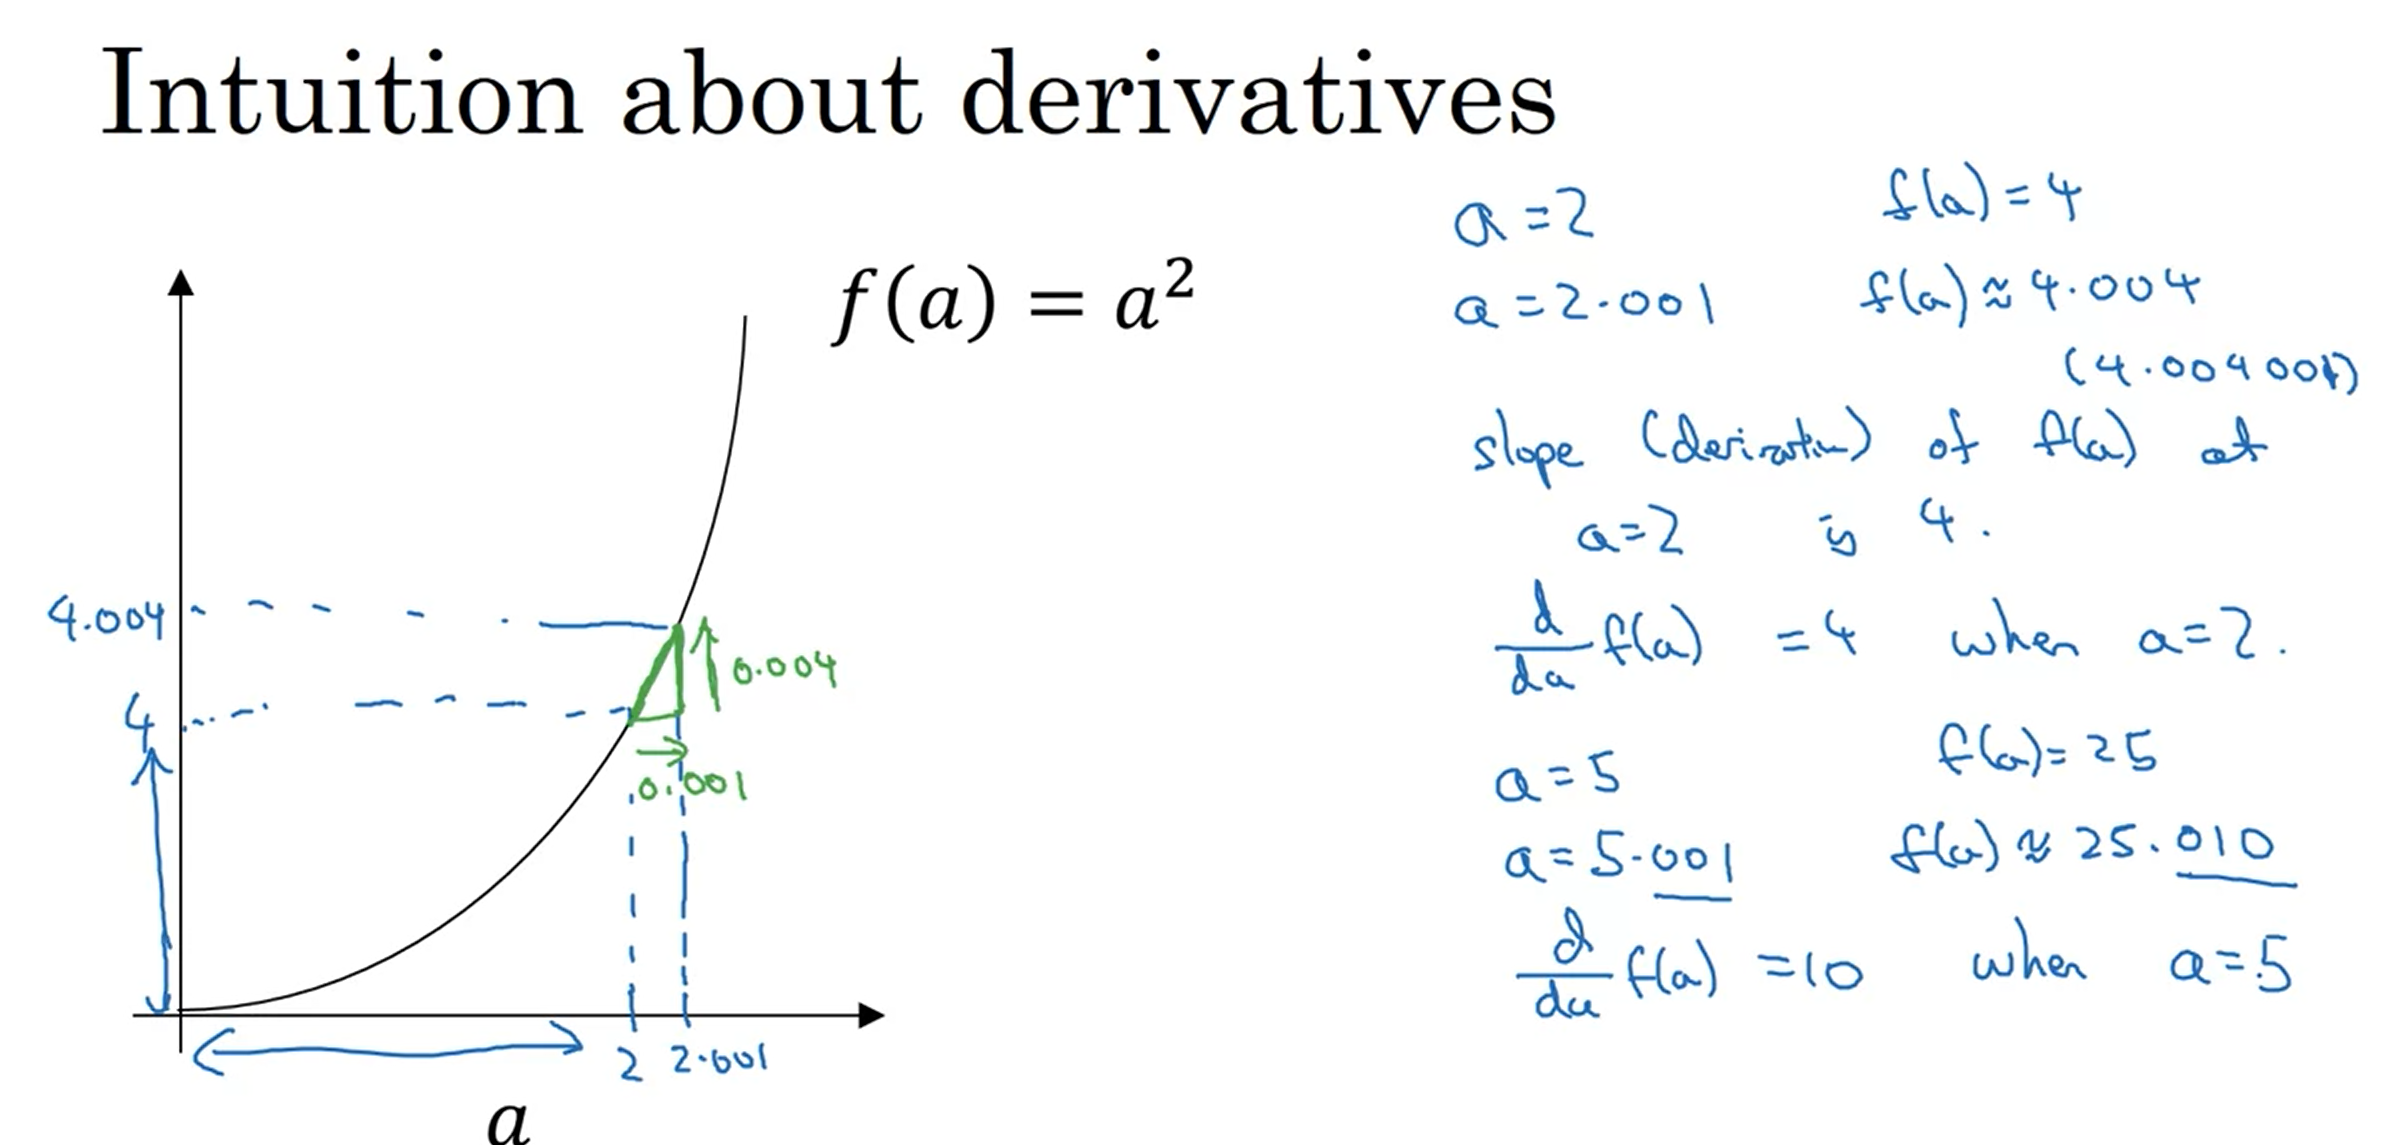 Intuition about derivatives
f(a) = a²
4.004
4
0.004
0.001
2
2.001
a
a = 2
f(a) = 4
a = 2.001
f(a) ≈ 4.004
(4.004001)
slope (derivative) of f(a) at
a=2 is 4.
d/da f(a) = 4 when a=2.
a = 5
f(a) = 25
a = 5.001
f(a) ≈ 25.010
d/da f(a) = 10 when a=5